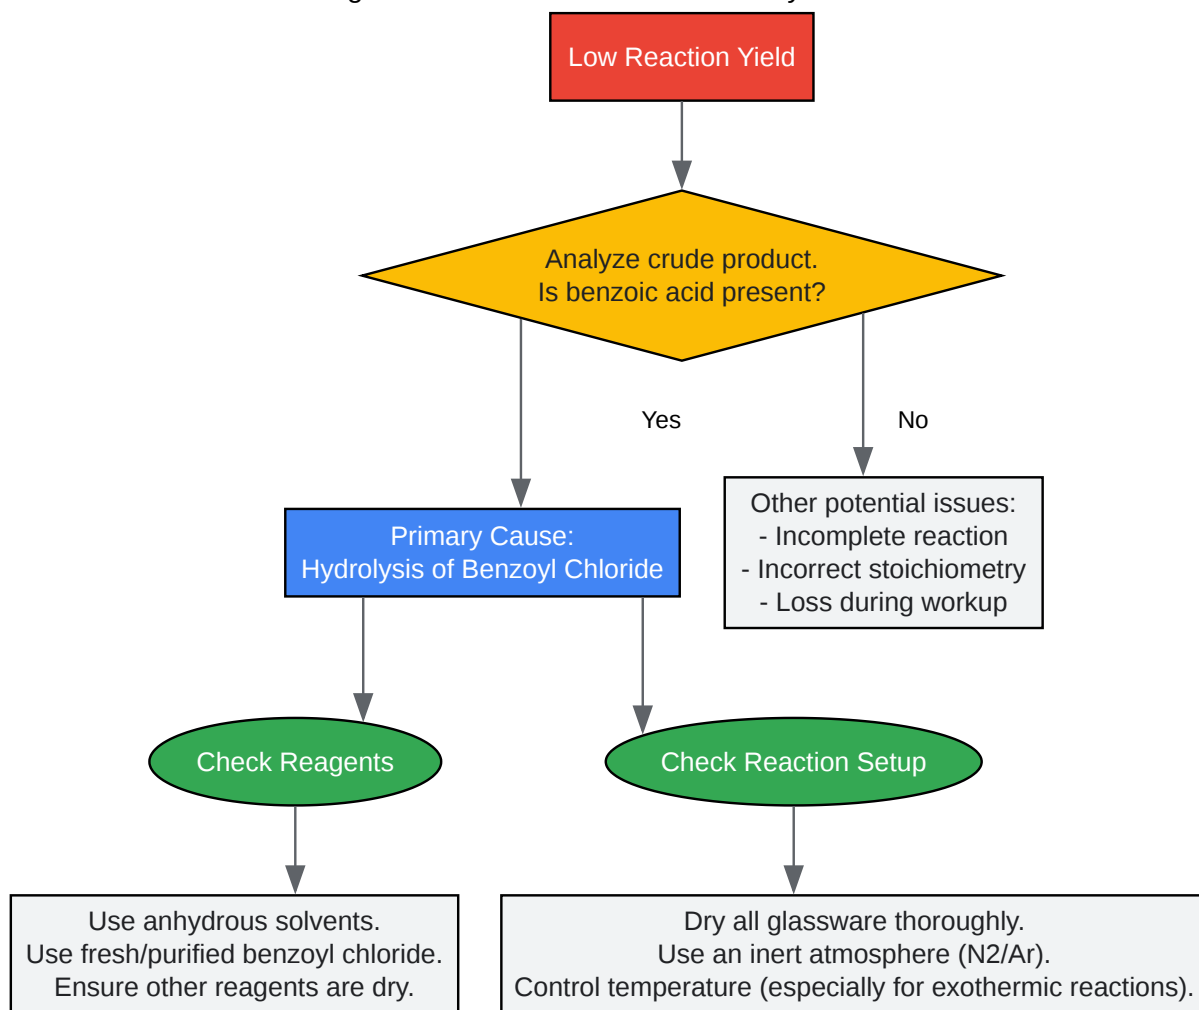 Low Reaction Yield
Analyze crude product.
Is benzoic acid present?
Yes
No
Other potential issues:
- Incomplete reaction
- Incorrect stoichiometry
- Loss during workup
Primary Cause:
Hydrolysis of Benzoyl Chloride
Check Reagents
Check Reaction Setup
Use anhydrous solvents.
Use fresh/purified benzoyl chloride.
Ensure other reagents are dry.
Dry all glassware thoroughly.
Use an inert atmosphere (N2/Ar).
Control temperature (especially for exothermic reactions).